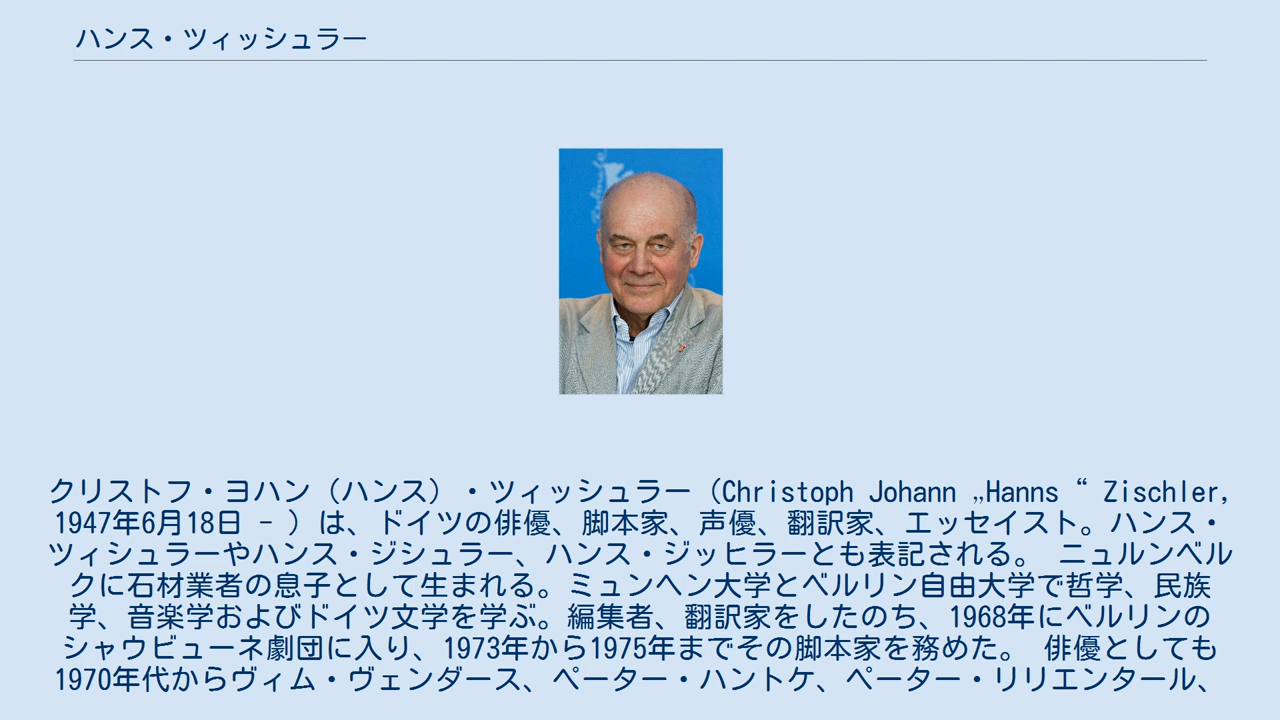 ハンス・ツィッシュラー
クリストフ・ヨハン（ハンス）・ツィッシュラー（Christoph Johann „Hanns “ Zischler,
1947年6月18日 - ）は、ドイツの俳優、脚本家、声優、翻訳家、エッセイスト。ハンス・
ツィシュラーやハンス・ジシュラー、ハンス・ジッヒラーとも表記される。 ニュルンベル
クに石材業者の息子として生まれる。ミュンヘン大学とベルリン自由大学で哲学、民族
学、音楽学およびドイツ文学を学ぶ。編集者、翻訳家をしたのち、1968年にベルリンの
シャウビューネ劇団に入り、1973年から1975年までその脚本家を務めた。 俳優としても
1970年代からヴィム・ヴェンダース、ペーター・ハントケ、ペーター・リリエンタール、